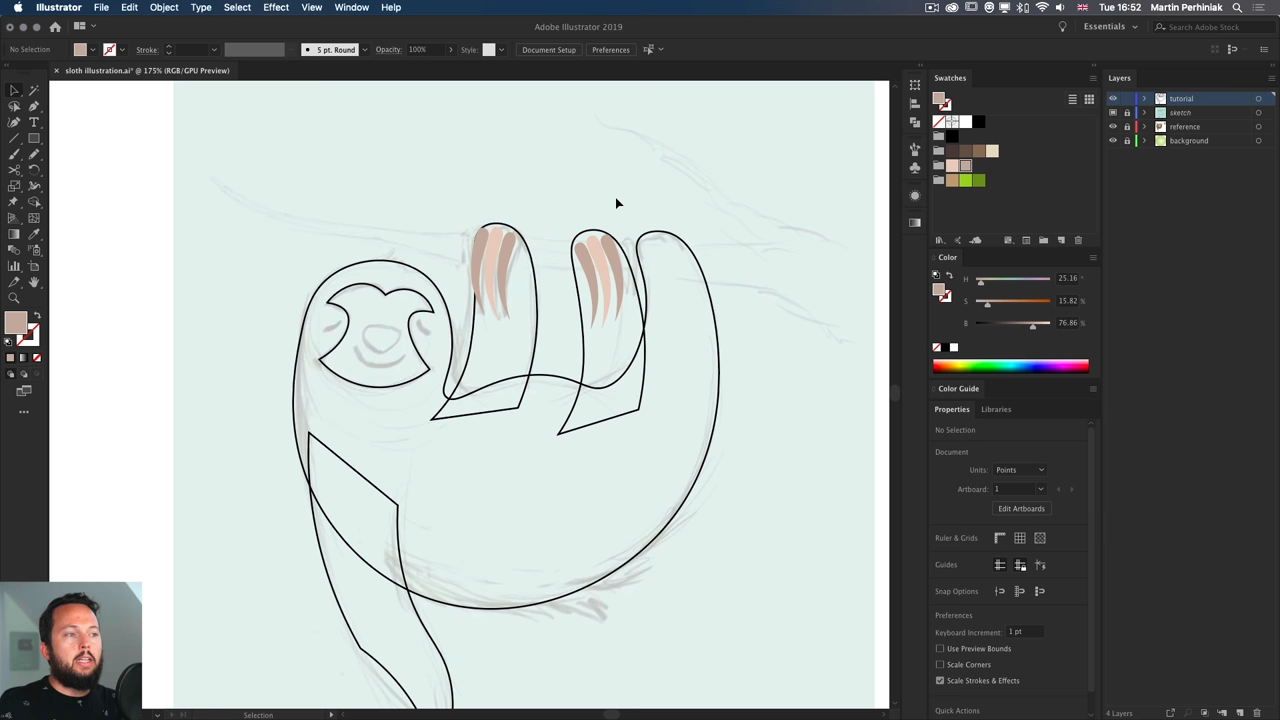 Illustrator File Edit Object Type Select Effect View Window Help
Tue 16:52 Martin Perhiniak
Adobe Illustrator 2019
Essentials
Search Adobe Stock
No Selection
Stroke:
5 pt. Round
Opacity: 100%
Style:
Document Setup
Preferences
× sloth illustration.ai* @ 175% (RGB/GPU Preview)
Swatches
Layers
tutorial
sketch
reference
background
Color
H 25.16 °
S 15.82 %
B 76.86 %
Color Guide
Properties Libraries
No Selection
Document
Units: Points
Artboard: 1
Edit Artboards
Ruler & Grids
Guides
Snap Options
Preferences
Keyboard Increment: 1 pt
Use Preview Bounds
Scale Corners
Scale Strokes & Effects
Quick Actions
Selection
4 Layers